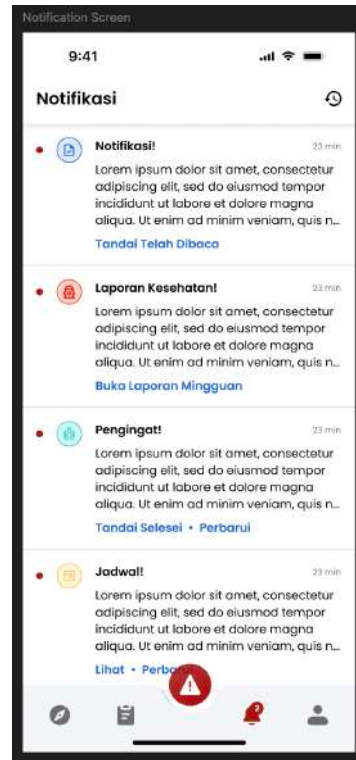 Notification Screen
9:41
Notifikasi
Notifikasi!
23 min
Lorem ipsum dolor sit amet, consectetur
adipiscing elit, sed do eiusmod tempor
incididunt ut labore et dolore magna
aliqua. Ut enim ad minim veniam, quis n...
Tandai Telah Dibaca
Laporan Kesehatan!
23 min
Lorem ipsum dolor sit amet, consectetur
adipiscing elit, sed do eiusmod tempor
incididunt ut labore et dolore magna
aliqua. Ut enim ad minim veniam, quis n...
Buka Laporan Mingguan
Pengingat!
23 min
Lorem ipsum dolor sit amet, consectetur
adipiscing elit, sed do eiusmod tempor
incididunt ut labore et dolore magna
aliqua. Ut enim ad minim veniam, quis n...
Tandai Selesei • Perbarui
Jadwal!
23 min
Lorem ipsum dolor sit amet, consectetur
adipiscing elit, sed do eiusmod tempor
incididunt ut labore et dolore magna
aliqua. Ut enim ad minim veniam, quis n...
Lihat •